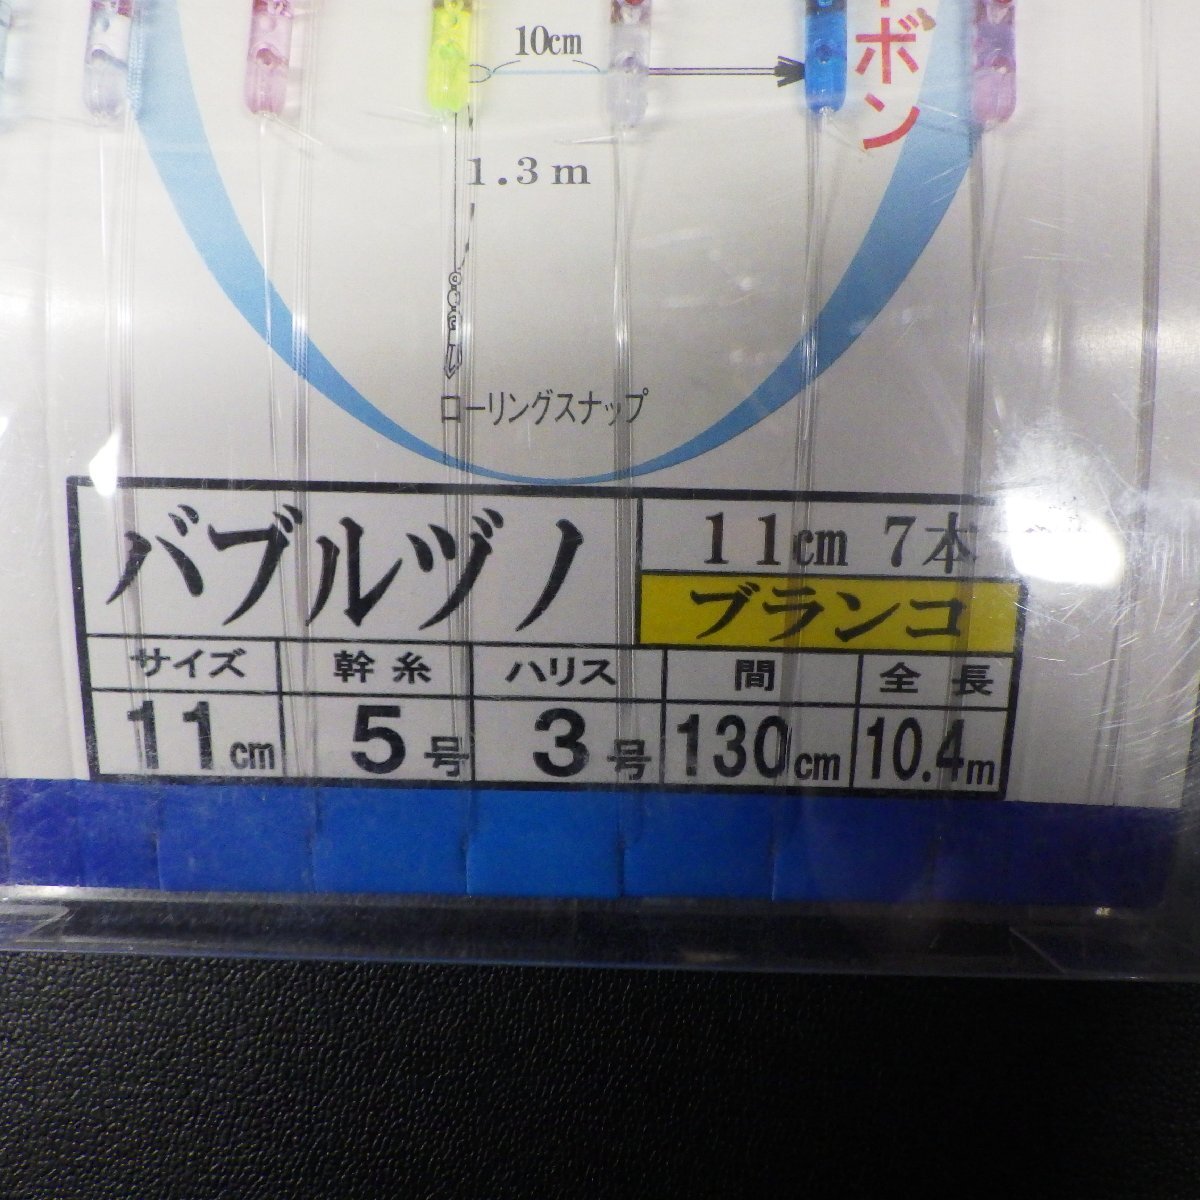 10cm
ボン
1.3m
ローリングスナップ
バブルヅノ
11cm 7本
ブランコ
サイズ 幹糸 ハリス 間 全長
11cm 5号 3号 130cm 10.4m